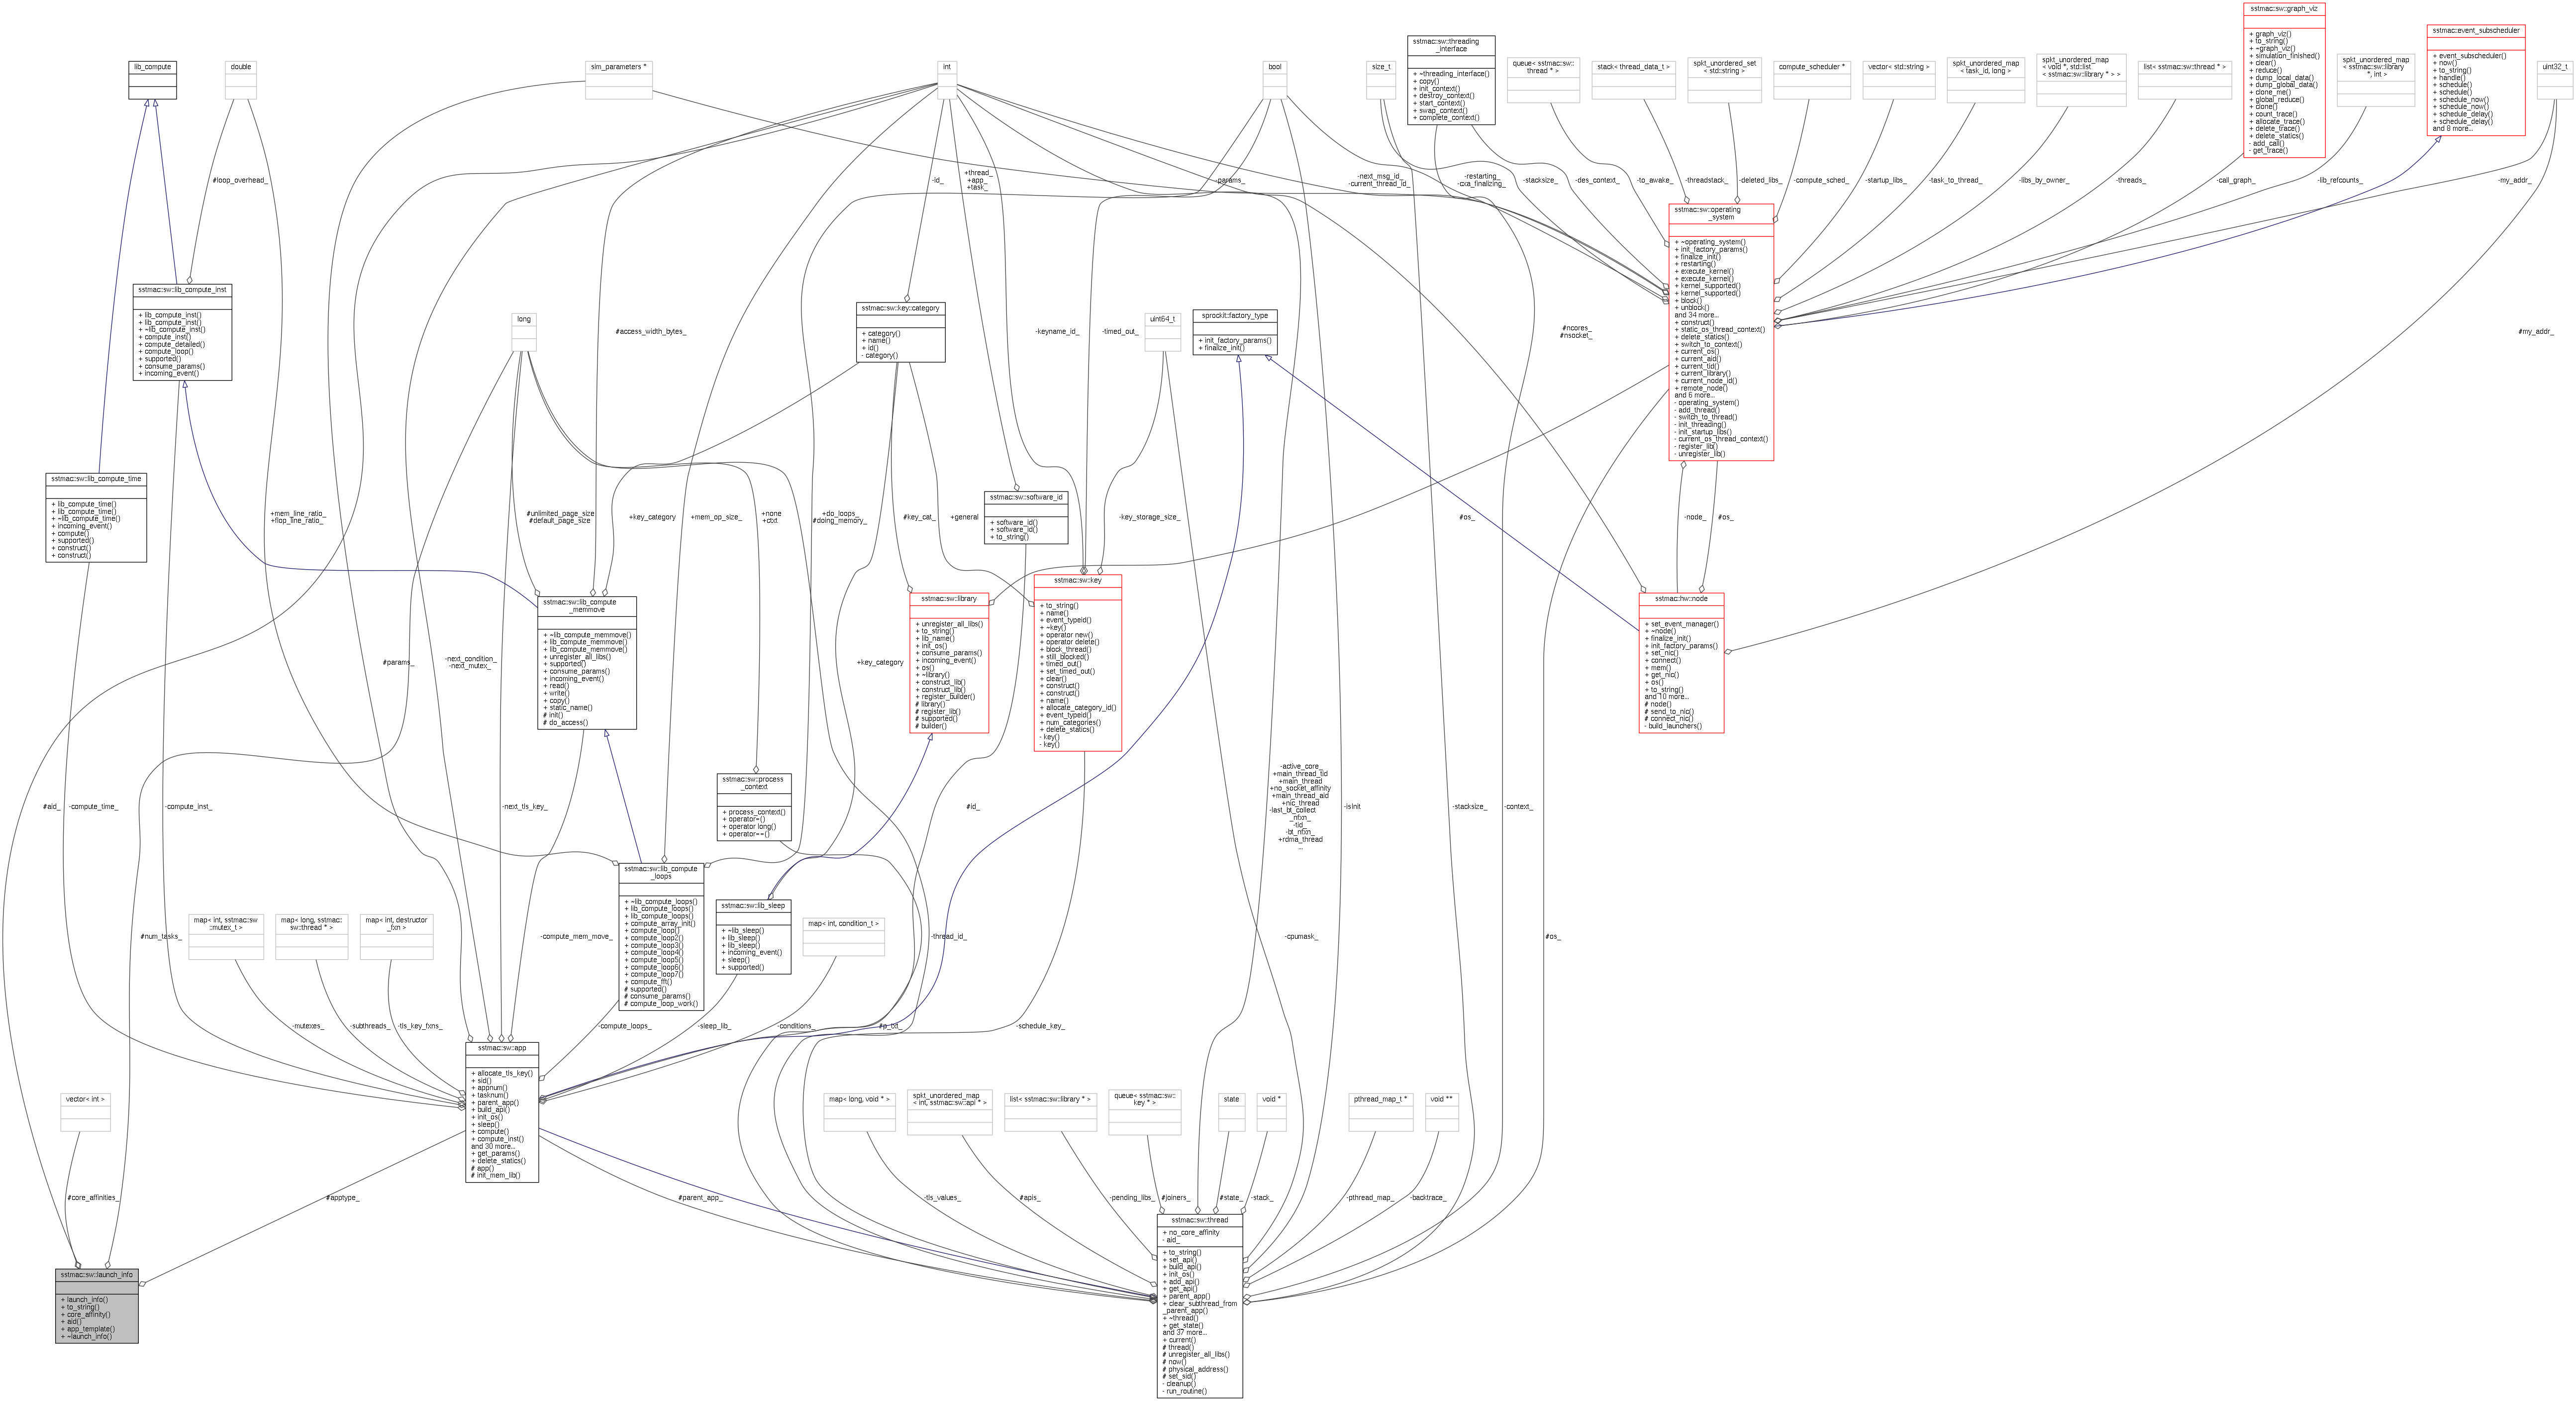 sstmac::sw::graph_viz
+ graph_viz()
+ to_string()
+ ~graph_viz()
+ simulation_finished()
+ clear()
+ reduce()
+ dump_local_data()
+ dump_global_data()
+ clone_me()
+ global_reduce()
+ clone()
+ count_trace()
+ allocate_trace()
+ delete_trace()
+ delete_statics()
- add_call()
- get_trace()
sstmac::event_subscheduler
+ event_subscheduler()
+ now()
+ to_string()
+ handle()
+ schedule()
+ schedule()
+ schedule_now()
+ schedule_now()
+ schedule_delay()
+ schedule_delay()
and 8 more...
sstmac::sw::threading
_interface
+ ~threading_interface()
+ copy()
+ init_context()
+ destroy_context()
+ start_context()
+ swap_context()
+ complete_context()
lib_compute
double
sim_parameters *
int
bool
size_t
queue< sstmac::sw::
thread * >
stack< thread_data_t >
spkt_unordered_set
< std::string >
compute_scheduler *
vector< std::string >
spkt_unordered_map
< task_id, long >
spkt_unordered_map
< void *, std::list
< sstmac::sw::library * > >
list< sstmac::sw::thread * >
spkt_unordered_map
< sstmac::sw::library
*, int >
uint32_t
#loop_overhead_
-id_
+thread_
+app_
+task_
-params_
-next_msg_id_
-current_thread_id_
-restarting_
-cxa_finalizing_
-stacksize_
-des_context_
-to_awake_
-threadstack_
-deleted_libs_
-compute_sched_
-startup_libs_
-task_to_thread_
-libs_by_owner_
-threads_
-call_graph_
-lib_refcounts_
-my_addr_
sstmac::sw::operating
_system
+ ~operating_system()
+ init_factory_params()
+ finalize_init()
+ restarting()
+ execute_kernel()
+ execute_kernel()
+ kernel_supported()
+ kernel_supported()
+ block()
+ unblock()
and 34 more...
+ construct()
+ static_os_thread_context()
+ delete_statics()
+ switch_to_context()
+ current_os()
+ current_aid()
+ current_tid()
+ current_library()
+ current_node_id()
+ remote_node()
and 6 more...
- operating_system()
- add_thread()
- switch_to_thread()
- init_threading()
- init_startup_libs()
- current_os_thread_context()
- register_lib()
- unregister_lib()
sstmac::sw::lib_compute_inst
+ lib_compute_inst()
+ lib_compute_inst()
+ ~lib_compute_inst()
+ compute_inst()
+ compute_detailed()
+ compute_loop()
+ supported()
+ consume_params()
+ incoming_event()
long
#access_width_bytes_
sstmac::sw::key::category
+ category()
+ name()
+ id()
- category()
-keyname_id_
-timed_out_
uint64_t
sprockit::factory_type
+ init_factory_params()
+ finalize_init()
#ncores_
#nsocket_
#my_addr_
sstmac::sw::lib_compute_time
+ lib_compute_time()
+ lib_compute_time()
+ ~lib_compute_time()
+ incoming_event()
+ compute()
+ supported()
+ construct()
+ construct()
+mem_line_ratio_
+flop_line_ratio_
#unlimited_page_size
#default_page_size
+key_category
+mem_op_size_
+none
+ctxt
+do_loops_
#doing_memory_
#key_cat_
+general
sstmac::sw::software_id
+ software_id()
+ software_id()
+ to_string()
-key_storage_size_
#os_
-node_
#os_
sstmac::sw::lib_compute
_memmove
+ ~lib_compute_memmove()
+ lib_compute_memmove()
+ lib_compute_memmove()
+ unregister_all_libs()
+ supported()
+ consume_params()
+ incoming_event()
+ read()
+ write()
+ copy()
+ static_name()
# init()
# do_access()
sstmac::sw::library
+ unregister_all_libs()
+ to_string()
+ lib_name()
+ init_os()
+ consume_params()
+ incoming_event()
+ os()
+ ~library()
+ construct_lib()
+ construct_lib()
+ register_builder()
# library()
# register_lib()
# supported()
# builder()
sstmac::sw::key
+ to_string()
+ name()
+ event_typeid()
+ ~key()
+ operator new()
+ operator delete()
+ block_thread()
+ still_blocked()
+ timed_out()
+ set_timed_out()
+ clear()
+ construct()
+ construct()
+ name()
+ allocate_category_id()
+ event_typeid()
+ num_categories()
+ delete_statics()
- key()
- key()
sstmac::hw::node
+ set_event_manager()
+ ~node()
+ finalize_init()
+ init_factory_params()
+ set_nic()
+ connect()
+ mem()
+ get_nic()
+ os()
+ to_string()
and 10 more...
# node()
# send_to_nic()
# connect_nic()
- build_launchers()
#params_
-next_condition_
-next_mutex_
+key_category
sstmac::sw::process
_context
+ process_context()
+ operator=()
+ operator long()
+ operator==()
#aid_
-compute_time_
-compute_inst_
-next_tls_key_
#id_
-active_core_
+main_thread_tid
+main_thread
+no_socket_affinity
+main_thread_aid
+nic_thread
-last_bt_collect
_nfxn_
-tid_
-bt_nfxn_
+rdma_thread
...
-isInit
-stacksize_
-context_
sstmac::sw::lib_compute
_loops
+ ~lib_compute_loops()
+ lib_compute_loops()
+ lib_compute_loops()
+ compute_array_init()
+ compute_loop()
+ compute_loop2()
+ compute_loop3()
+ compute_loop4()
+ compute_loop5()
+ compute_loop6()
+ compute_loop7()
+ compute_fft()
# supported()
# consume_params()
# compute_loop_work()
sstmac::sw::lib_sleep
+ ~lib_sleep()
+ lib_sleep()
+ lib_sleep()
+ incoming_event()
+ sleep()
+ supported()
map< int, sstmac::sw
::mutex_t >
map< long, sstmac::
sw::thread * >
map< int, destructor
_fxn >
map< int, condition_t >
#num_tasks_
-compute_mem_move_
-thread_id_
-cpumask_
#os_
-mutexes_
-subthreads_
-tls_key_fxns_
-compute_loops_
-sleep_lib_
-conditions_
#p_txt_
-schedule_key_
sstmac::sw::app
+ allocate_tls_key()
+ sid()
+ appnum()
+ tasknum()
+ parent_app()
+ build_api()
+ init_os()
+ sleep()
+ compute()
+ compute_inst()
and 30 more...
+ get_params()
+ delete_statics()
# app()
# init_mem_lib()
vector< int >
map< long, void * >
spkt_unordered_map
< int, sstmac::sw::api * >
list< sstmac::sw::library * >
queue< sstmac::sw::
key * >
state
void *
pthread_map_t *
void **
#core_affinities_
#apptype_
#parent_app_
-tls_values_
#apis_
-pending_libs_
#joiners_
#state_
-stack_
-pthread_map_
-backtrace_
sstmac::sw::thread
+ no_core_affinity
- aid_
+ to_string()
+ set_api()
+ build_api()
+ init_os()
+ add_api()
+ get_api()
+ parent_app()
+ clear_subthread_from
_parent_app()
+ ~thread()
+ get_state()
and 37 more...
+ current()
# thread()
# unregister_all_libs()
# now()
# physical_address()
# set_sid()
- cleanup()
- run_routine()
sstmac::sw::launch_info
+ launch_info()
+ to_string()
+ core_affinity()
+ aid()
+ app_template()
+ ~launch_info()